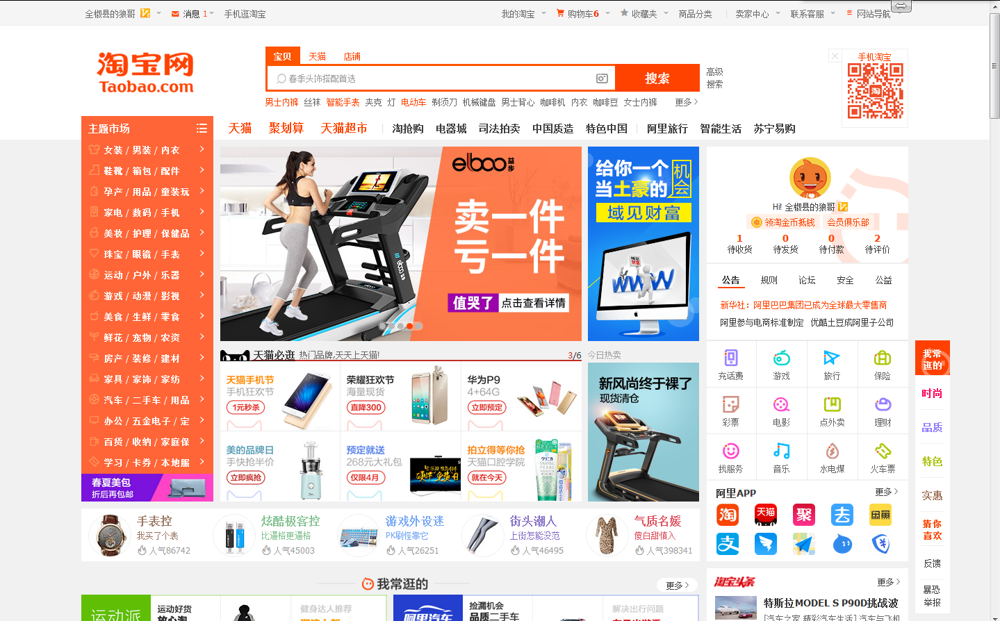 全椒县的狼哥 消息 1 手机逛淘宝 我的淘宝 购物车6 收藏夹 商品分类 卖家中心 联系客服 网站导航
淘宝网
Taobao.com
宝贝 天猫 店铺
春季头饰搭配首选 搜索 高级
搜索
男士内裤 丝袜 智能手表 夹克 灯 电动车 剃须刀 机械键盘 男士背心 咖啡机 内衣 咖啡豆 女士内裤 更多
手机淘宝
淘
主题市场
天猫 聚划算 天猫超市 淘抢购 电器城 司法拍卖 中国质造 特色中国 阿里旅行 智能生活 苏宁易购
女装 / 男装 / 内衣
鞋靴 / 箱包 / 配件
孕产 / 用品 / 童装玩
家电 / 数码 / 手机
美妆 / 护理 / 保健品
珠宝 / 眼镜 / 手表
运动 / 户外 / 乐器
游戏 / 动漫 / 影视
美食 / 生鲜 / 零食
鲜花 / 宠物 / 农资
房产 / 装修 / 建材
家具 / 家饰 / 家纺
汽车 / 二手车 / 用品
办公 / 五金电子 / 定
百货 / 收纳 / 家庭保
学习 / 卡券 / 本地服
春夏美包
折后再包邮
elboo 益步
卖一件
亏一件
值哭了 点击查看详情
给你一个机会
当土豪的
域见财富
WWW
Hi! 全椒县的狼哥
领淘金币抵钱 会员俱乐部
1 0 0 2
待收货 待发货 待付款 待评价
公告 规则 论坛 安全 公益
新华社：阿里巴巴集团已成为全球最大零售商
阿里参与电商标准制定 优酷土豆成阿里子公司
天猫必逛 热门品牌,天天上天猫! 3/6
今日热卖
天猫手机节
手机狂欢节
1元秒杀
荣耀狂欢节
海量现货
直降300
华为P9
4+64G
立即预定
美的品牌日
手快抢半价
立即疯抢
预定就送
268元大礼包
仅限4月
拍立得等你抢
天猫口腔学院
就在今天
新风尚终于裸了
现货清仓
充话费 游戏 旅行 保险
彩票 电影 点外卖 理财
找服务 音乐 水电煤 火车票
阿里APP 更多
淘 天猫 聚 去 闲鱼
支
我常
逛的
时尚
品质
特色
实惠
猜你
喜欢
反馈
暴恐
举报
手表控
我买了个表
人气86742
炫酷极客控
比逼格更逼格
人气45003
游戏外设迷
PK刷怪靠它
人气26251
街头潮人
上街怎能没范
人气46495
气质名媛
傻白甜慎入
人气398341
我常逛的 更多
运动派
运动好货
放心淘
健身达人推荐
阿里汽车
捡漏机会
品质二手车
解决出行问题
淘宝头条 更多
特斯拉MODEL S P90D挑战波
[汽车之家 精彩汽车生活] 汽车与飞机